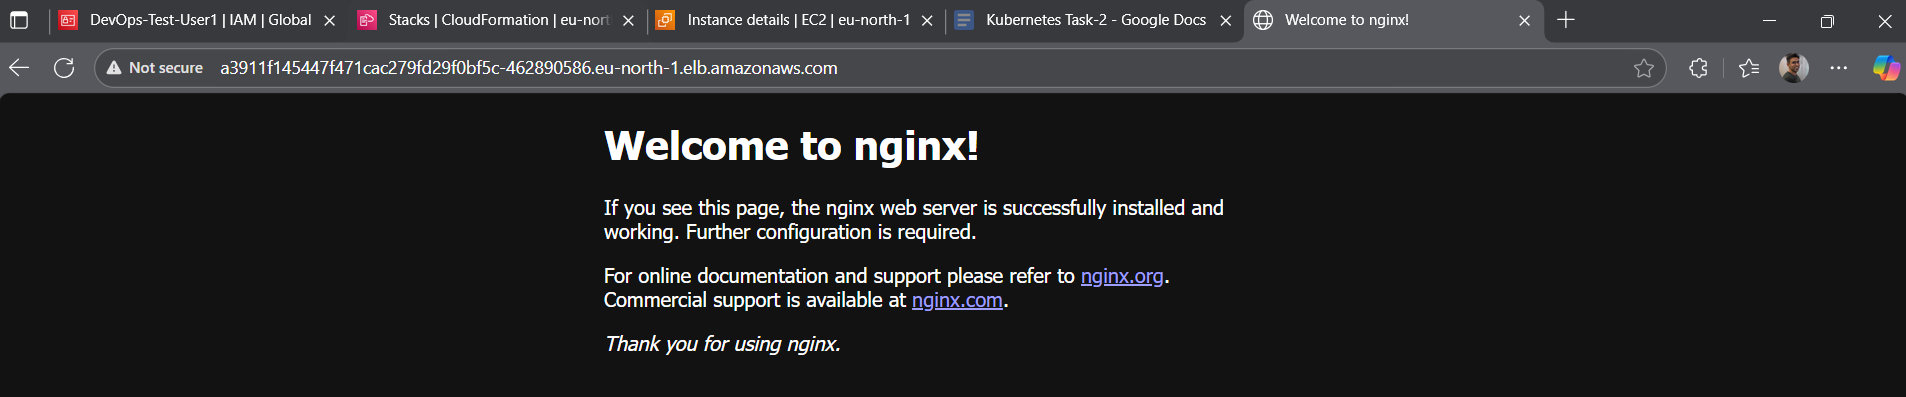 DevOps-Test-User1 | IAM | Global
Stacks | CloudFormation | eu-nort
Instance details | EC2 | eu-north-1
Kubernetes Task-2 - Google Docs
Welcome to nginx!
Not secure
a3911f145447f471cac279fd29f0bf5c-462890586.eu-north-1.elb.amazonaws.com
Welcome to nginx!
If you see this page, the nginx web server is successfully installed and
working. Further configuration is required.
For online documentation and support please refer to nginx.org.
Commercial support is available at nginx.com.
Thank you for using nginx.